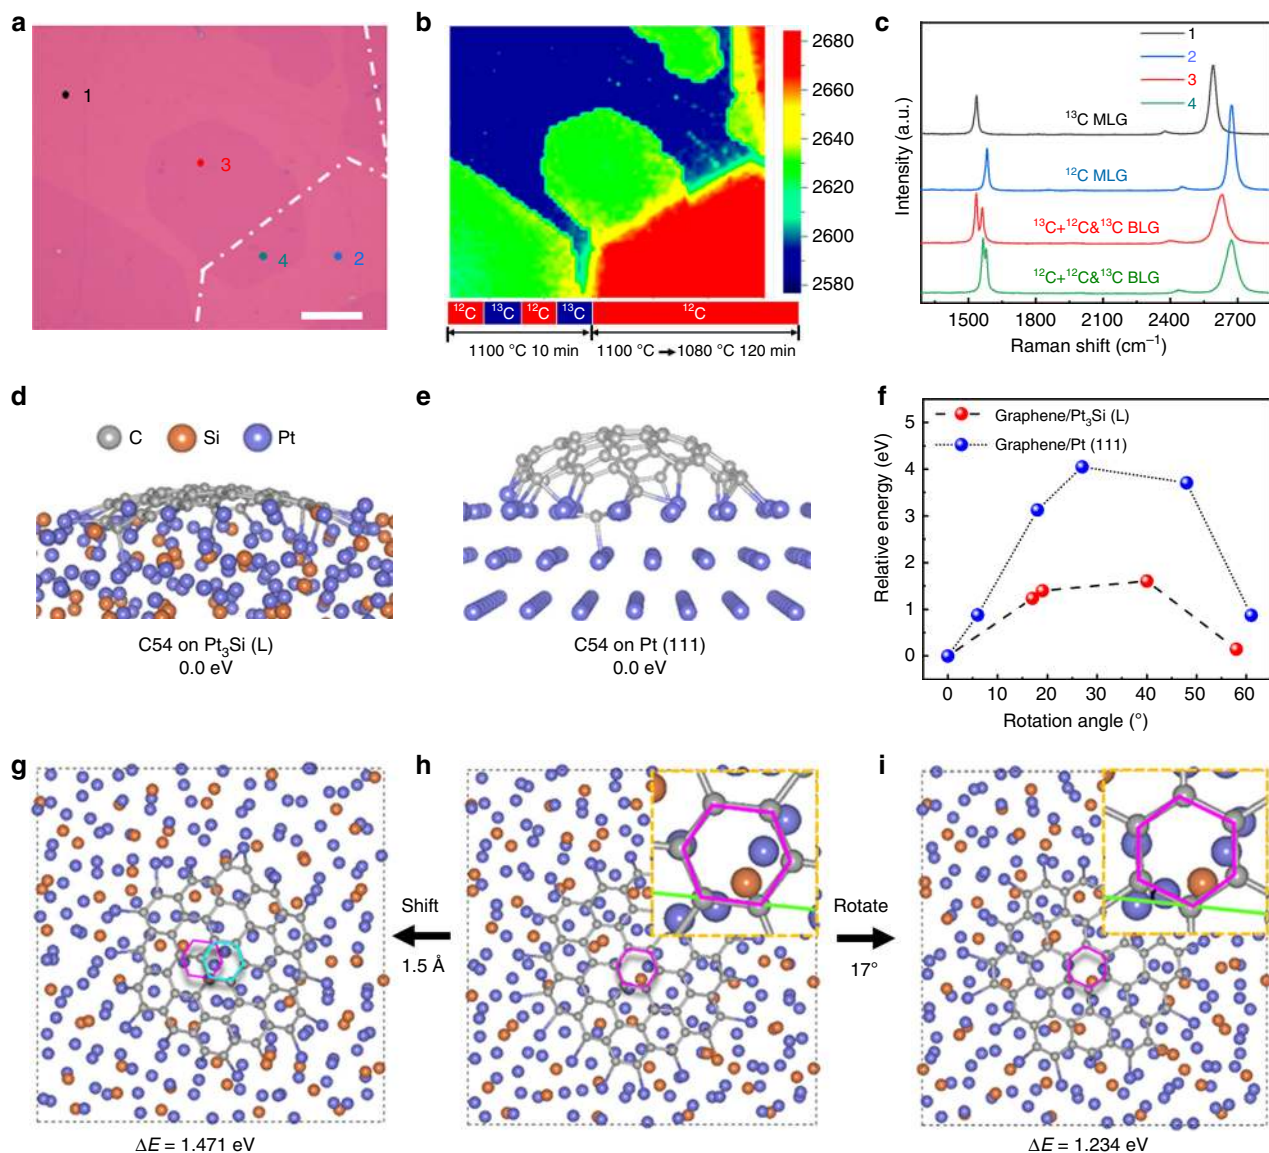 a
1
3
4
2
b
2680
2660
2640
2620
2600
2580
¹²C ¹³C ¹²C ¹³C ¹²C
1100 °C 10 min 1100 °C → 1080 °C 120 min
c
1
2
3
4
¹³C MLG
¹²C MLG
¹³C+¹²C&¹³C BLG
¹²C+¹²C&¹³C BLG
Intensity (a.u.)
1500 1800 2100 2400 2700
Raman shift (cm⁻¹)
d
C Si Pt
C54 on Pt₃Si (L)
0.0 eV
e
C54 on Pt (111)
0.0 eV
f
Graphene/Pt₃Si (L)
Graphene/Pt (111)
Relative energy (eV)
5
4
3
2
1
0
0 10 20 30 40 50 60
Rotation angle (°)
g
ΔE = 1.471 eV
Shift
1.5 Å
h
Rotate
17°
i
ΔE = 1.234 eV